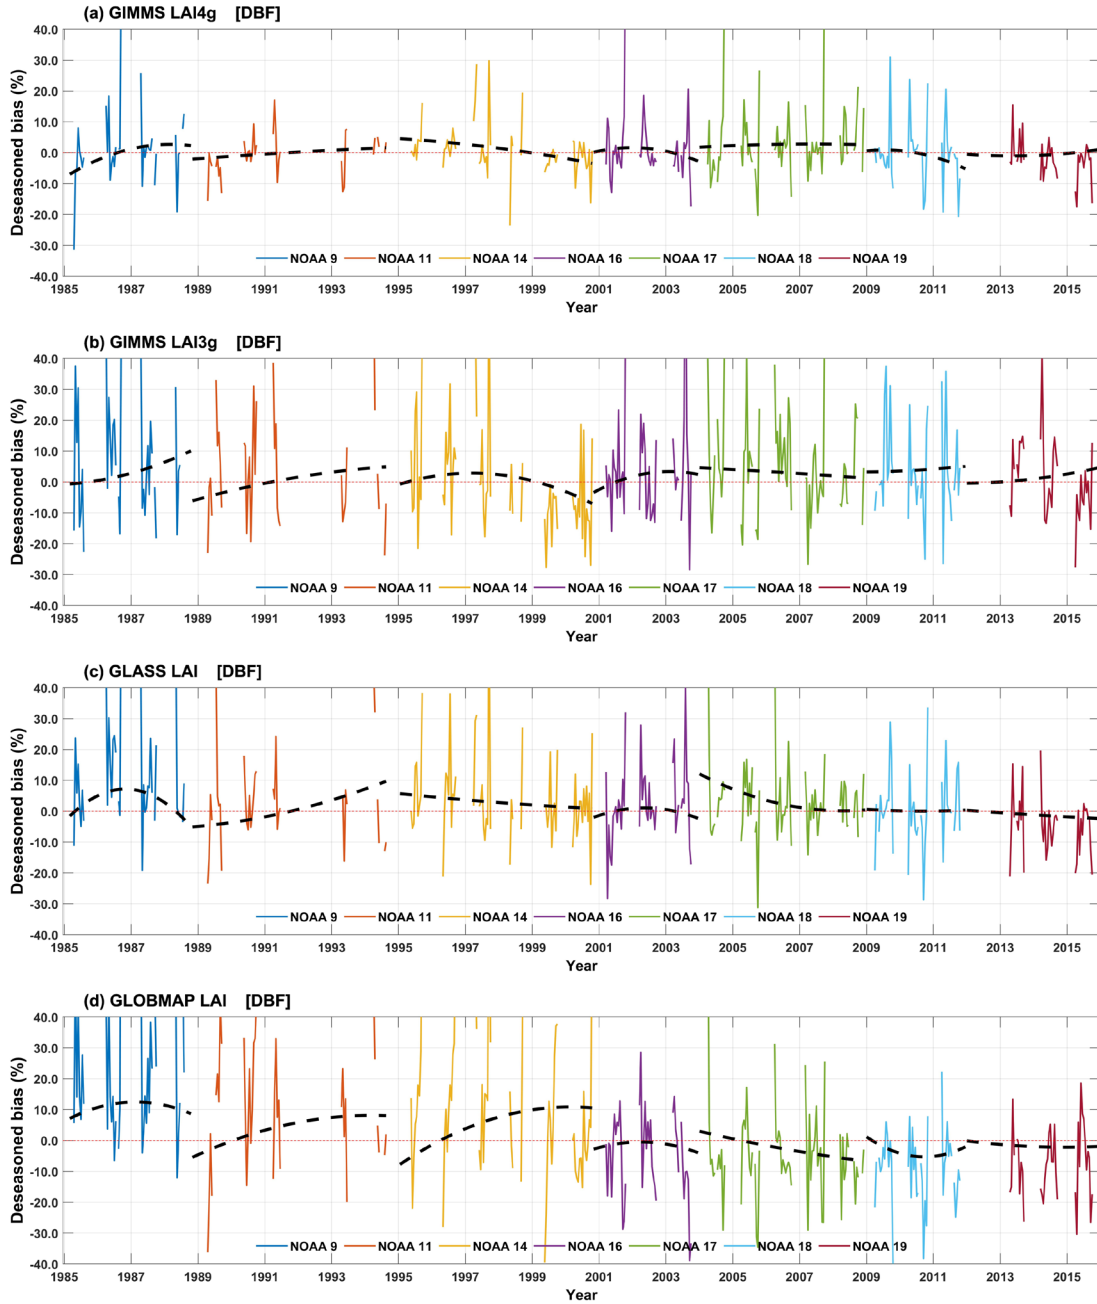 (a) GIMMS LAI4g [DBF]
Deseasoned bias (%)
40.0
30.0
20.0
10.0
0.0
-10.0
-20.0
-30.0
-40.0
NOAA 9 NOAA 11 NOAA 14 NOAA 16 NOAA 17 NOAA 18 NOAA 19
1985 1987 1989 1991 1993 1995 1997 1999 2001 2003 2005 2007 2009 2011 2013 2015
Year
(b) GIMMS LAI3g [DBF]
Deseasoned bias (%)
40.0
30.0
20.0
10.0
0.0
-10.0
-20.0
-30.0
-40.0
NOAA 9 NOAA 11 NOAA 14 NOAA 16 NOAA 17 NOAA 18 NOAA 19
1985 1987 1989 1991 1993 1995 1997 1999 2001 2003 2005 2007 2009 2011 2013 2015
Year
(c) GLASS LAI [DBF]
Deseasoned bias (%)
40.0
30.0
20.0
10.0
0.0
-10.0
-20.0
-30.0
-40.0
NOAA 9 NOAA 11 NOAA 14 NOAA 16 NOAA 17 NOAA 18 NOAA 19
1985 1987 1989 1991 1993 1995 1997 1999 2001 2003 2005 2007 2009 2011 2013 2015
Year
(d) GLOBMAP LAI [DBF]
Deseasoned bias (%)
40.0
30.0
20.0
10.0
0.0
-10.0
-20.0
-30.0
-40.0
NOAA 9 NOAA 11 NOAA 14 NOAA 16 NOAA 17 NOAA 18 NOAA 19
1985 1987 1989 1991 1993 1995 1997 1999 2001 2003 2005 2007 2009 2011 2013 2015
Year